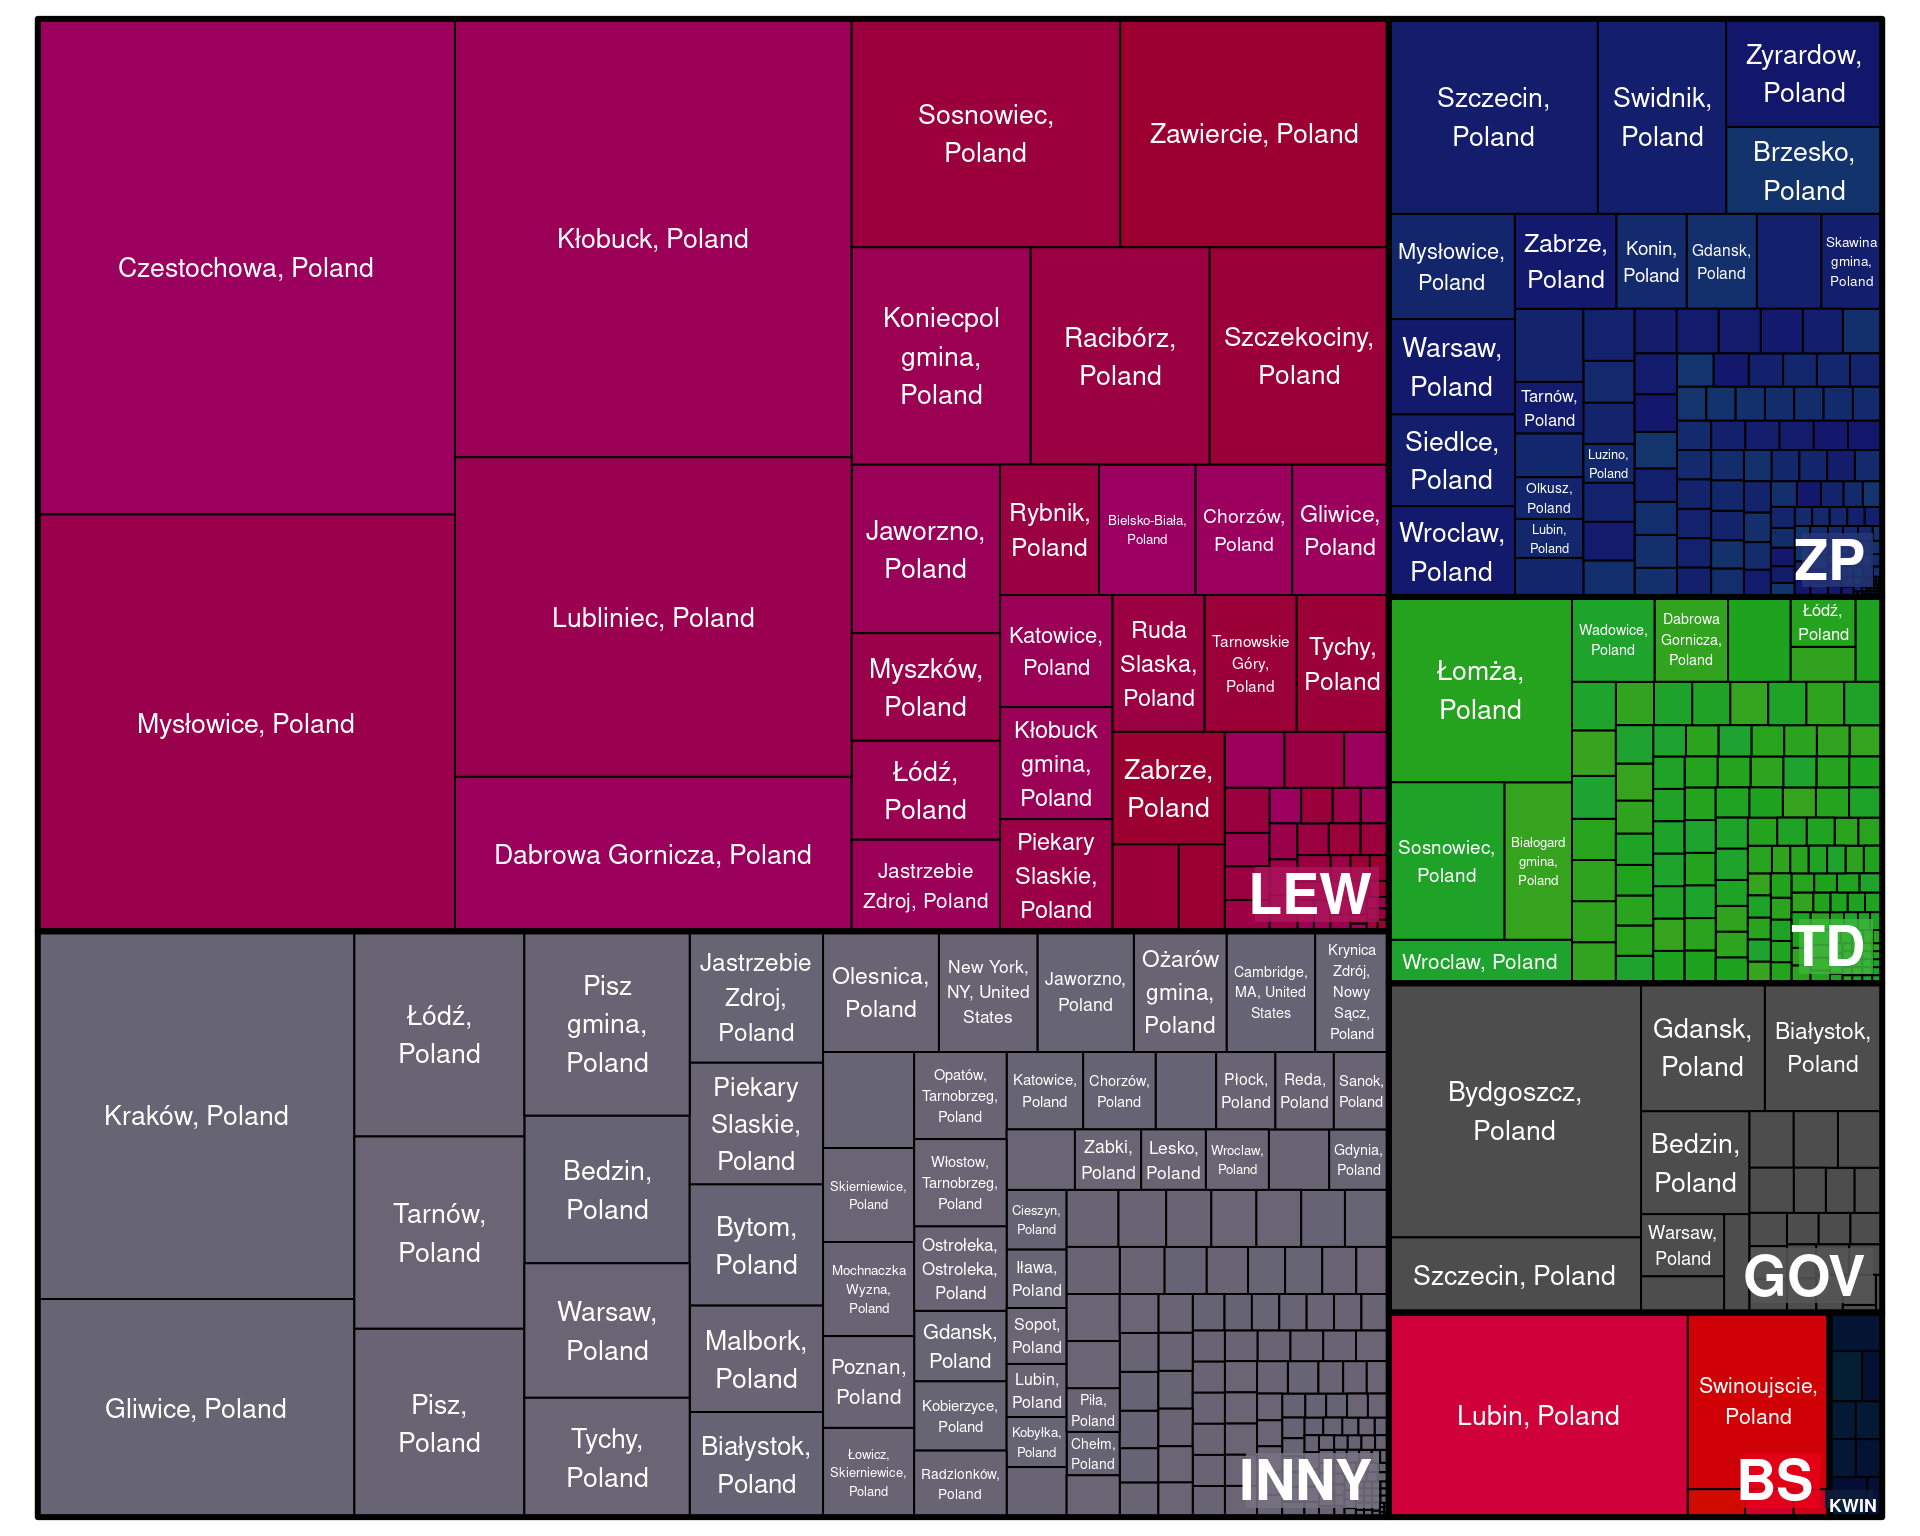 Czestochowa, Poland
Mysłowice, Poland
Kłobuck, Poland
Lubliniec, Poland
Dabrowa Gornicza, Poland
Sosnowiec,
Poland
Zawiercie, Poland
Koniecpol
gmina,
Poland
Racibórz,
Poland
Szczekociny,
Poland
Jaworzno,
Poland
Myszków,
Poland
Łódź,
Poland
Jastrzebie
Zdroj, Poland
Rybnik,
Poland
Bielsko-Biała,
Poland
Chorzów,
Poland
Gliwice,
Poland
Katowice,
Poland
Kłobuck
gmina,
Poland
Piekary
Slaskie,
Poland
Ruda
Slaska,
Poland
Tarnowskie
Góry,
Poland
Tychy,
Poland
Zabrze,
Poland
LEW
Szczecin,
Poland
Swidnik,
Poland
Zyrardow,
Poland
Brzesko,
Poland
Mysłowice,
Poland
Zabrze,
Poland
Konin,
Poland
Gdansk,
Poland
Skawina
gmina,
Poland
Warsaw,
Poland
Siedlce,
Poland
Wroclaw,
Poland
Tarnów,
Poland
Luzino,
Poland
Olkusz,
Poland
Lubin,
Poland
ZP
Łomża,
Poland
Wadowice,
Poland
Dabrowa
Gornicza,
Poland
Łódź,
Poland
Sosnowiec,
Poland
Białogard
gmina,
Poland
Wroclaw, Poland
TD
Kraków, Poland
Gliwice, Poland
Łódź,
Poland
Tarnów,
Poland
Pisz,
Poland
Pisz
gmina,
Poland
Bedzin,
Poland
Warsaw,
Poland
Tychy,
Poland
Jastrzebie
Zdroj,
Poland
Piekary
Slaskie,
Poland
Bytom,
Poland
Malbork,
Poland
Białystok,
Poland
Olesnica,
Poland
New York,
NY, United
States
Jaworzno,
Poland
Ożarów
gmina,
Poland
Cambridge,
MA, United
States
Krynica
Zdrój,
Nowy
Sącz,
Poland
Skierniewice,
Poland
Mochnaczka
Wyzna,
Poland
Poznan,
Poland
Łowicz,
Skierniewice,
Poland
Opatów,
Tarnobrzeg,
Poland
Włostow,
Tarnobrzeg,
Poland
Ostrołeka,
Ostroleka,
Poland
Gdansk,
Poland
Kobierzyce,
Poland
Radzionków,
Poland
Katowice,
Poland
Chorzów,
Poland
Płock,
Poland
Reda,
Poland
Sanok,
Poland
Zabki,
Poland
Lesko,
Poland
Wroclaw,
Poland
Gdynia,
Poland
Cieszyn,
Poland
Iława,
Poland
Sopot,
Poland
Lubin,
Poland
Kobyłka,
Poland
Piła,
Poland
Chełm,
Poland
INNY
Bydgoszcz,
Poland
Szczecin, Poland
Gdansk,
Poland
Białystok,
Poland
Bedzin,
Poland
Warsaw,
Poland
GOV
Lubin, Poland
Swinoujscie,
Poland
BS
KWIN